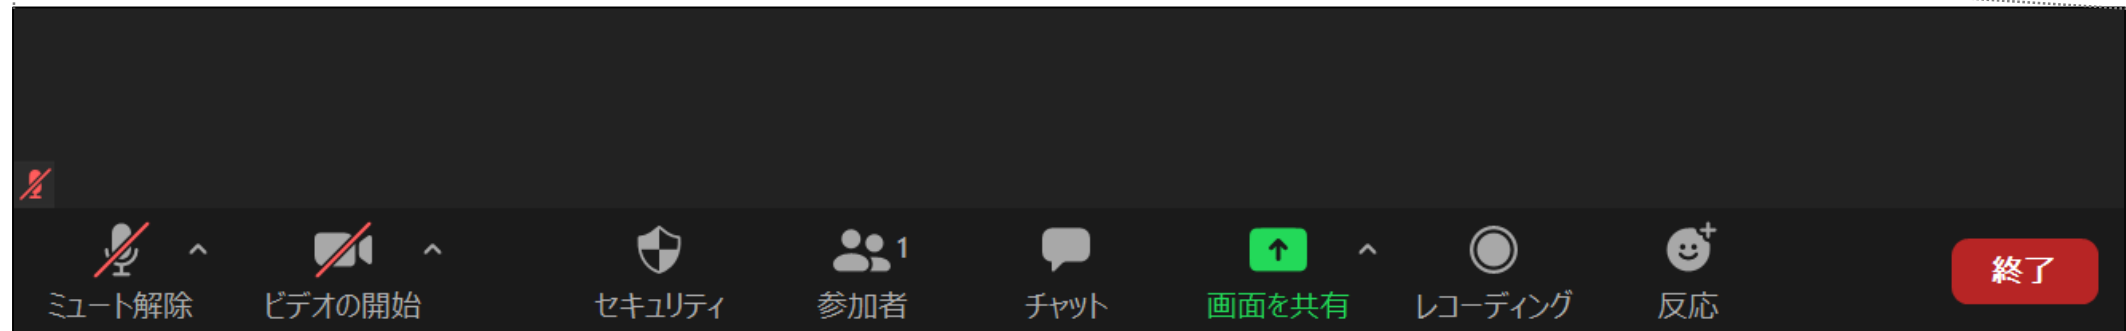 1
ミュート解除
ビデオの開始
セキュリティ
参加者
チャット
画面を共有
レコーディング
反応
終了